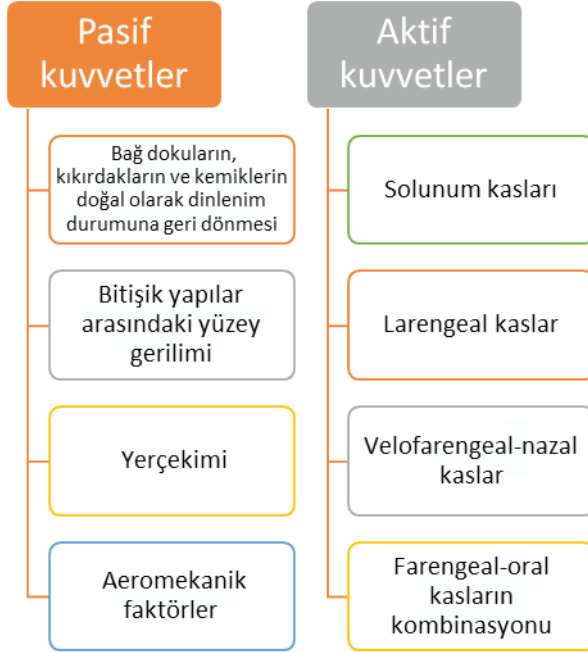 Pasif
kuvvetler
Bağ dokuların,
kıkırdakların ve kemiklerin
doğal olarak dinlenim
durumuna geri dönmesi
Bitişik yapılar
arasındaki yüzey
gerilimi
Yerçekimi
Aeromekanik
faktörler
Aktif
kuvvetler
Solunum kasları
Larengeal kaslar
Velofarengeal-nazal
kaslar
Farengeal-oral
kasların
kombinasyonu